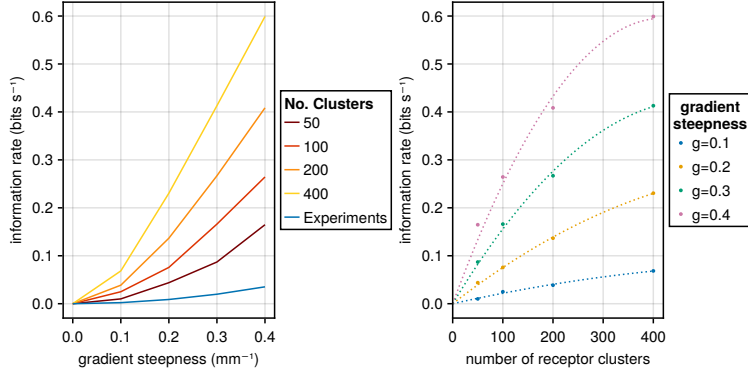 0.6
0.5
0.4
0.3
0.2
0.1
0.0
information rate (bits s⁻¹)
0.0 0.1 0.2 0.3 0.4
gradient steepness (mm⁻¹)
No. Clusters
50
100
200
400
Experiments
0.6
0.5
0.4
0.3
0.2
0.1
0.0
information rate (bits s⁻¹)
0 100 200 300 400
number of receptor clusters
gradient
steepness
g=0.1
g=0.2
g=0.3
g=0.4